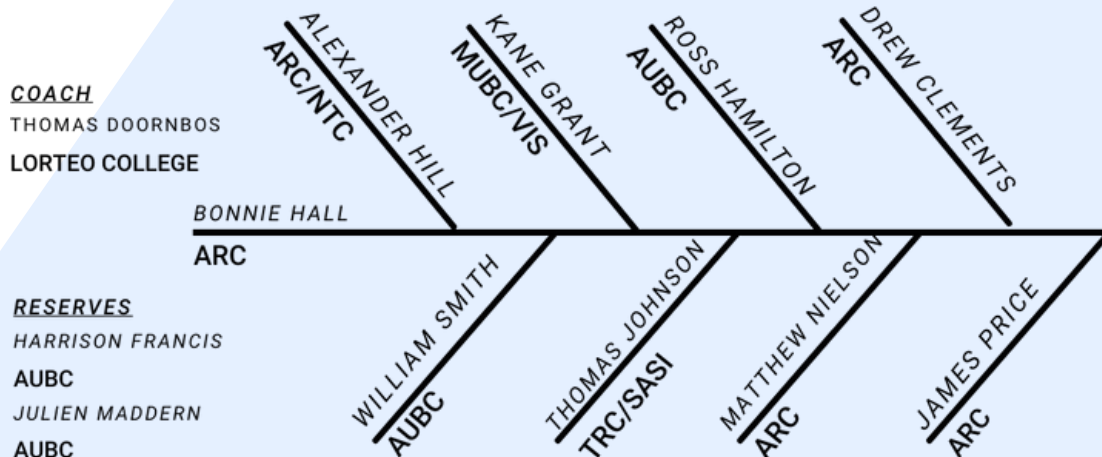 COACH
THOMAS DOORNBOS
LORTEO COLLEGE
ALEXANDER HILL
ARC/NTC
KANE GRANT
MUBC/VIS
ROSS HAMILTON
AUBC
DREW CLEMENTS
ARC
BONNIE HALL
ARC
WILLIAM SMITH
AUBC
THOMAS JOHNSON
TRC/SASI
MATTHEW NIELSON
ARC
JAMES PRICE
ARC
RESERVES
HARRISON FRANCIS
AUBC
JULIEN MADDERN
AUBC